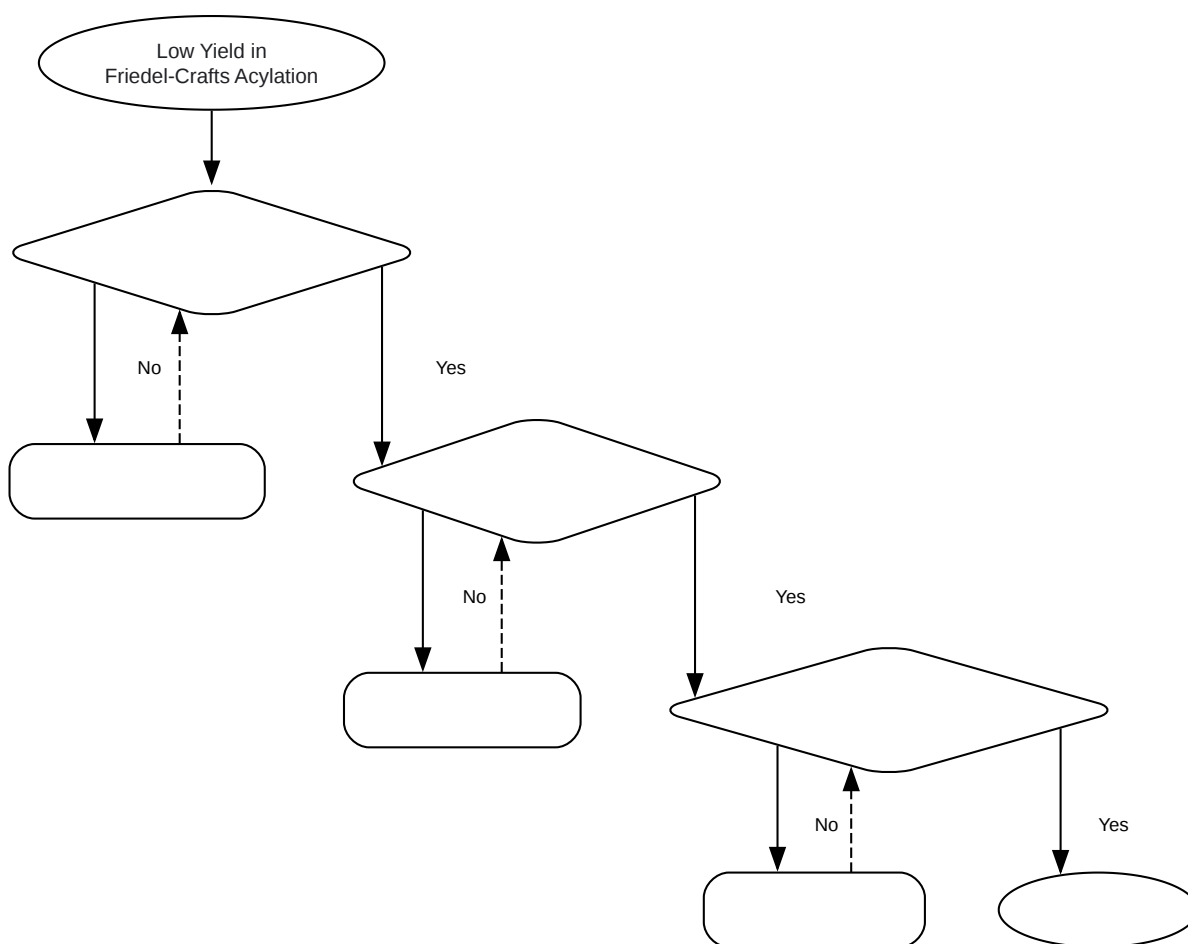 Low Yield in
Friedel-Crafts Acylation
No
Yes
No
Yes
No
Yes